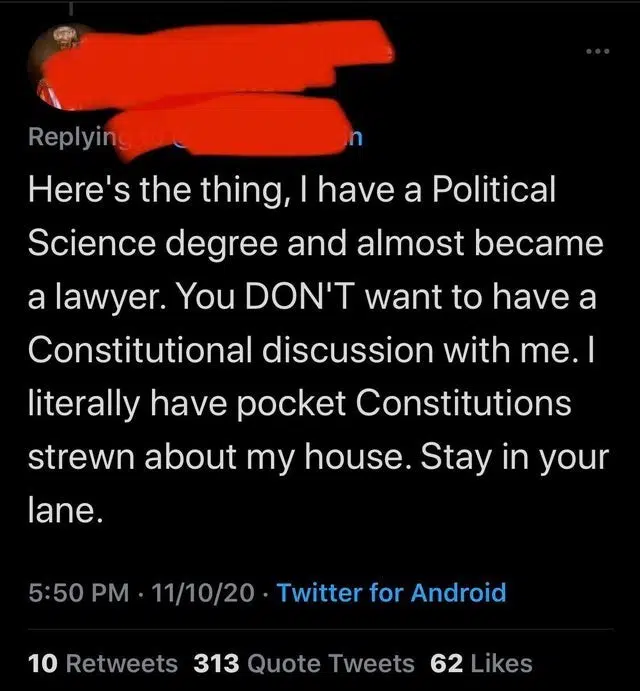 Replying
Here's the thing, I have a Political
Science degree and almost became
a lawyer. You DON'T want to have a
Constitutional discussion with me. I
literally have pocket Constitutions
strewn about my house. Stay in your
lane.
5:50 PM · 11/10/20 · Twitter for Android
10 Retweets 313 Quote Tweets 62 Likes